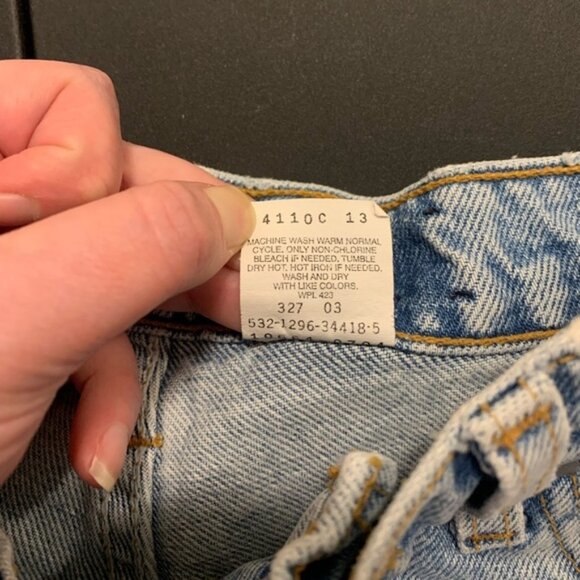 4110C 13
MACHINE WASH WARM NORMAL
CYCLE. ONLY NON-CHLORINE
BLEACH IF NEEDED. TUMBLE
DRY HOT. HOT IRON IF NEEDED.
WASH AND DRY
WITH LIKE COLORS.
WPL 423
327 03
532-1296-34418-5